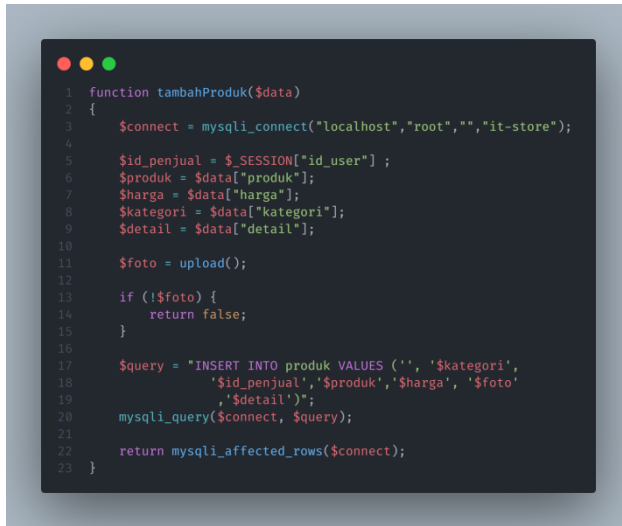 1 function tambahProduk($data)
2 {
3     $connect = mysqli_connect("localhost","root","","it-store");
4
5     $id_penjual = $_SESSION["id_user"] ;
6     $produk = $data["produk"];
7     $harga = $data["harga"];
8     $kategori = $data["kategori"];
9     $detail = $data["detail"];
10
11     $foto = upload();
12
13     if (!$foto) {
14         return false;
15     }
16
17     $query = "INSERT INTO produk VALUES ('', '$kategori',
18                 '$id_penjual','$produk','$harga', '$foto'
19                 ,'$detail')";
20     mysqli_query($connect, $query);
21
22     return mysqli_affected_rows($connect);
23 }